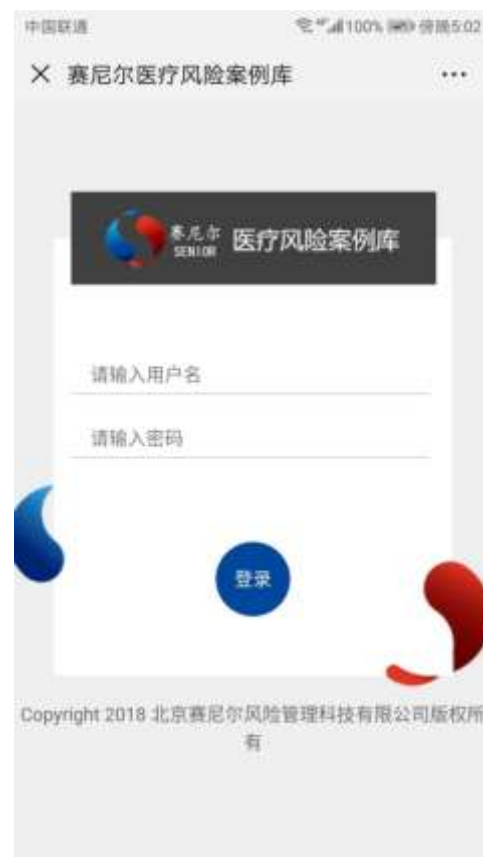 中国联通 100% 傍晚5:02
× 赛尼尔医疗风险案例库 ···
赛尼尔
SENIOR
医疗风险案例库
请输入用户名
请输入密码
登录
Copyright 2018 北京赛尼尔风险管理科技有限公司版权所
有